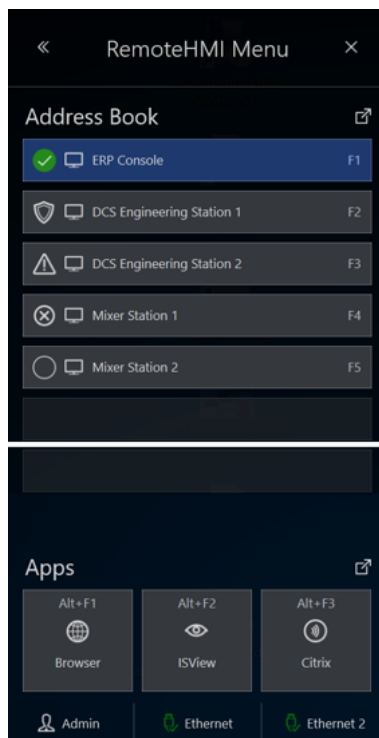 « RemoteHMI Menu ×
Address Book
ERP Console F1
DCS Engineering Station 1 F2
DCS Engineering Station 2 F3
Mixer Station 1 F4
Mixer Station 2 F5
Apps
Alt+F1 Alt+F2 Alt+F3
Browser ISView Citrix
Admin Ethernet Ethernet 2